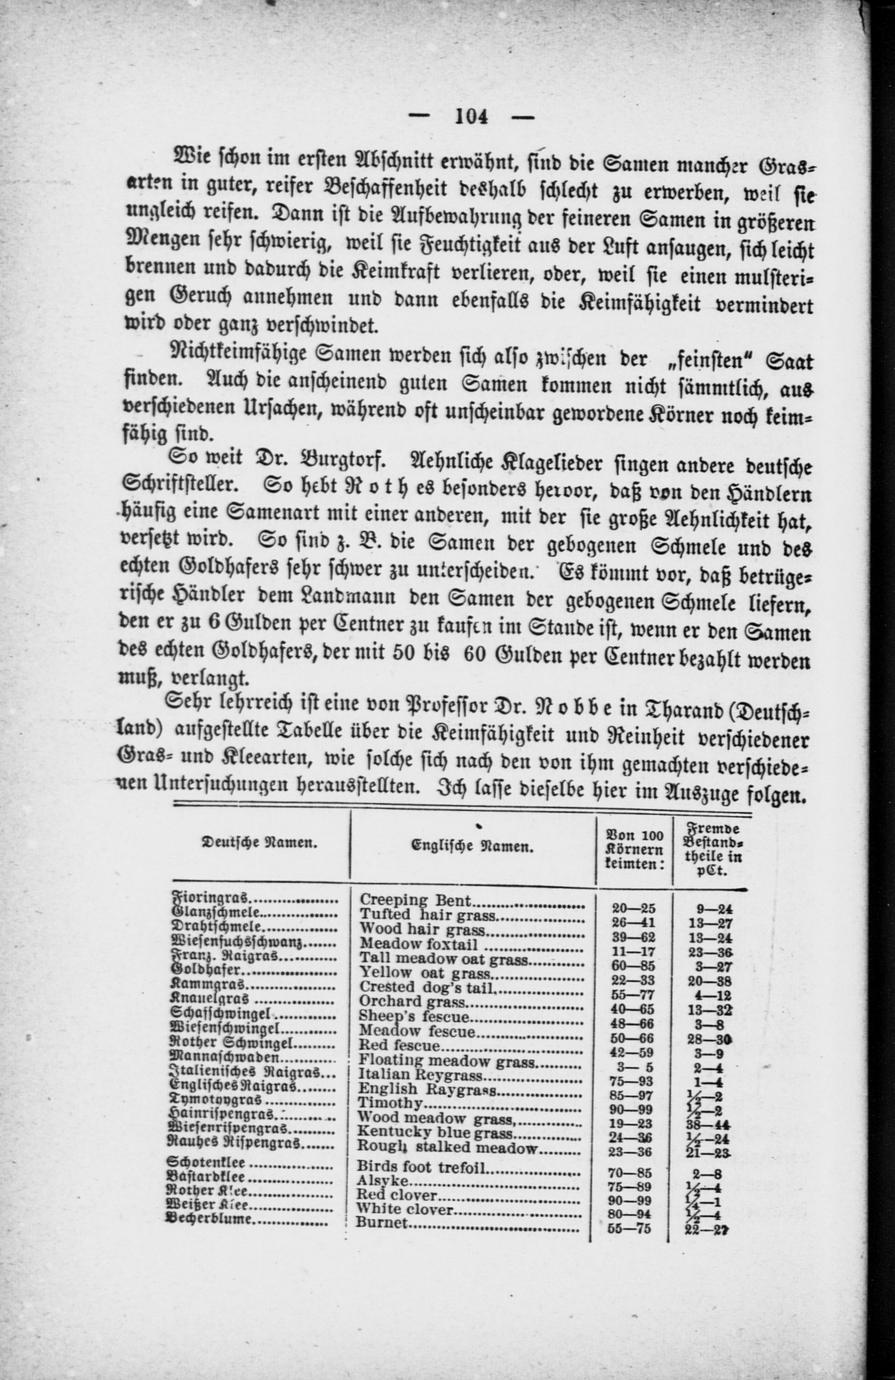 — 104 —
Wie schon im ersten Abschnitt erwähnt, sind die Samen mancher Gras-
arten in guter, reifer Beschaffenheit deshalb schlecht zu erwerben, weil sie
ungleich reifen. Dann ist die Aufbewahrung der feineren Samen in größeren
Mengen sehr schwierig, weil sie Feuchtigkeit aus der Luft ansaugen, sich leicht
brennen und dadurch die Keimkraft verlieren, oder, weil sie einen mulsteri-
gen Geruch annehmen und dann ebenfalls die Keimfähigkeit vermindert
wird oder ganz verschwindet.
Nichtkeimfähige Samen werden sich also zwischen der „feinsten“ Saat
finden. Auch die anscheinend guten Samen kommen nicht sämmtlich, aus
verschiedenen Ursachen, während oft unscheinbar gewordene Körner noch keim-
fähig sind.
So weit Dr. Burgtorf. Aehnliche Klagelieder singen andere deutsche
Schriftsteller. So hebt Rothes besonders hervor, daß von den Händlern
häufig eine Samenart mit einer anderen, mit der sie große Aehnlichkeit hat,
versetzt wird. So sind z. B. die Samen der gebogenen Schmele und des
echten Goldhafers sehr schwer zu unterscheiden. Es kömmt vor, daß betrüge-
rische Händler dem Landmann den Samen der gebogenen Schmele liefern,
den er zu 6 Gulden per Centner zu kaufen im Stande ist, wenn er den Samen
des echten Goldhafers, der mit 50 bis 60 Gulden per Centner bezahlt werden
muß, verlangt.
Sehr lehrreich ist eine von Professor Dr. Nobbe in Tharand (Deutsch-
land) aufgestellte Tabelle über die Keimfähigkeit und Reinheit verschiedener
Gras- und Kleearten, wie solche sich nach den von ihm gemachten verschiede-
nen Untersuchungen herausstellten. Ich lasse dieselbe hier im Auszuge folgen.
Deutsche Namen. Englische Namen. Von 100 Körnern keimten: Fremde Bestand-theile in pCt.
Fioringras Creeping Bent 20—25 9—24
Glanzschmele Tufted hair grass 26—41 13—27
Drahtschmele Wood hair grass 39—62 13—24
Wiesenfuchsschwanz Meadow foxtail 11—17 23—36
Franz. Raigras Tall meadow oat grass 60—85 3—27
Goldhafer Yellow oat grass 22—33 20—38
Kammgras Crested dog's tail, 55—77 4—12
Knauelgras Orchard grass 40—65 13—32
Schafschwingel Sheep's fescue 48—66 3—8
Wiesenschwingel Meadow fescue 50—66 28—30
Rother Schwingel Red fescue 42—59 3—9
Mannaschwaden Floating meadow grass 3—5 2—4
Italienisches Raigras Italian Reygrass 75—93 1—4
Englisches Raigras English Raygrass 85—97 ½—2
Tymotoygras Timothy 90—99 ½—2
Hainrispengras Wood meadow grass, 19—23 38—44
Wiesenrispengras Kentucky blue grass 24—36 ½—24
Rauhes Rispengras Rough stalked meadow 23—36 21—23
Schotenklee Birds foot trefoil 70—85 2—8
Bastardklee Alsyke 75—89 ½—4
Rother Klee Red clover 90—99 ¼—1
Weißer Klee White clover 80—94 ½—4
Becherblume Burnet 55—75 22—27